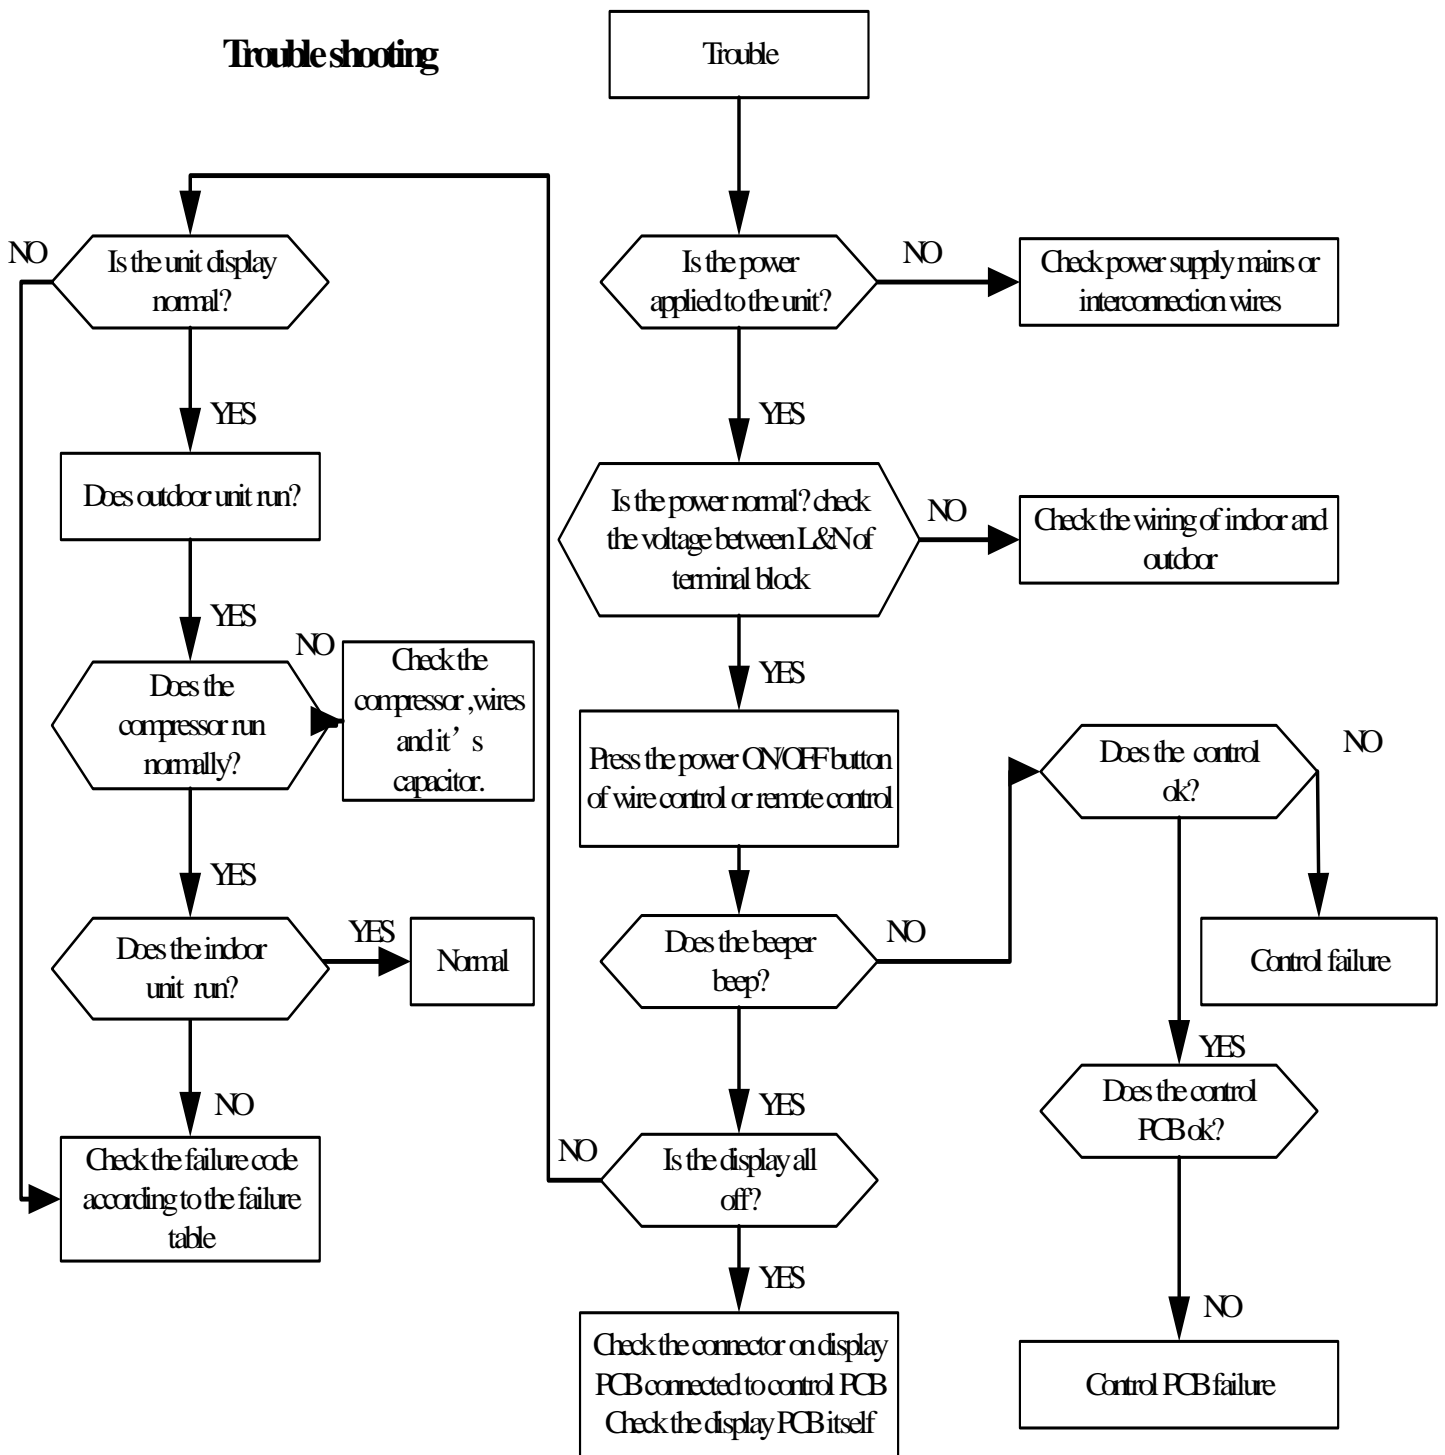 Trouble shooting
Trouble
NO
Is the unit display
normal?
Is the power
applied to the unit?
NO
Check power supply mains or
interconnection wires
YES
YES
Does outdoor unit run?
Is the power normal? check
the voltage between L&N of
terminal block
NO
Check the wiring of indoor and
outdoor
YES
NO
Does the
compressor run
normally?
Check the
compressor ,wires
and it’s
capacitor.
YES
Press the power ON/OFF button
of wire control or remote control
Does the control
ok?
NO
YES
Does the indoor
unit run?
YES
Normal
Does the beeper
beep?
NO
Control failure
YES
Does the control
PCB ok?
NO
YES
Check the failure code
according to the failure
table
NO
Is the display all
off?
YES
NO
Check the connector on display
PCB connected to control PCB
Check the display PCB itself
Control PCB failure